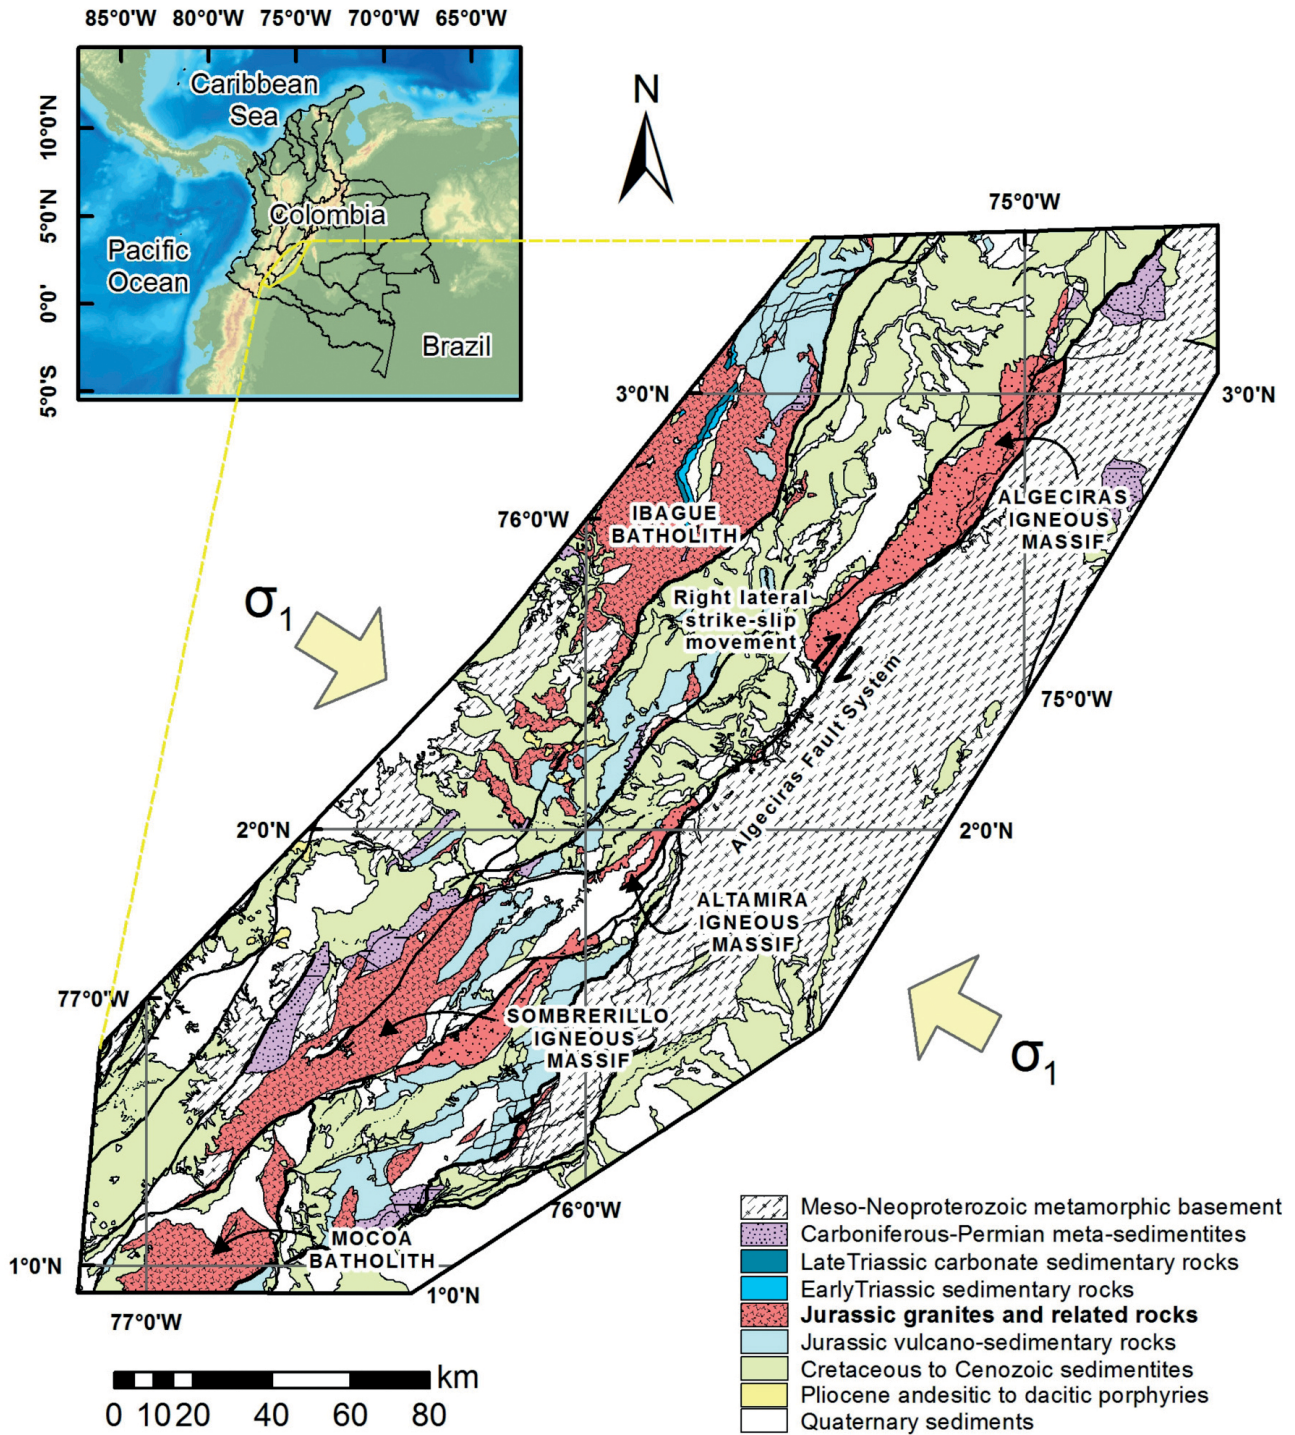 85°0'W 80°0'W 75°0'W 70°0'W 65°0'W
10°0'N
5°0'N
0°0'
5°0'S
Caribbean
Sea
Colombia
Pacific
Ocean
Brazil
N
75°0'W
3°0'N
3°0'N
76°0'W
IBAGUE
BATHOLITH
ALGECIRAS
IGNEOUS
MASSIF
σ1
Right lateral
strike-slip
movement
Algeciras Fault System
75°0'W
2°0'N
2°0'N
ALTAMIRA
IGNEOUS
MASSIF
77°0'W
SOMBRERILLO
IGNEOUS
MASSIF
σ1
76°0'W
MOCOA
BATHOLITH
1°0'N
1°0'N
77°0'W
Meso-Neoproterozoic metamorphic basement
Carboniferous-Permian meta-sedimentites
LateTriassic carbonate sedimentary rocks
EarlyTriassic sedimentary rocks
Jurassic granites and related rocks
Jurassic vulcano-sedimentary rocks
Cretaceous to Cenozoic sedimentites
Pliocene andesitic to dacitic porphyries
Quaternary sediments
km
0 10 20 40 60 80